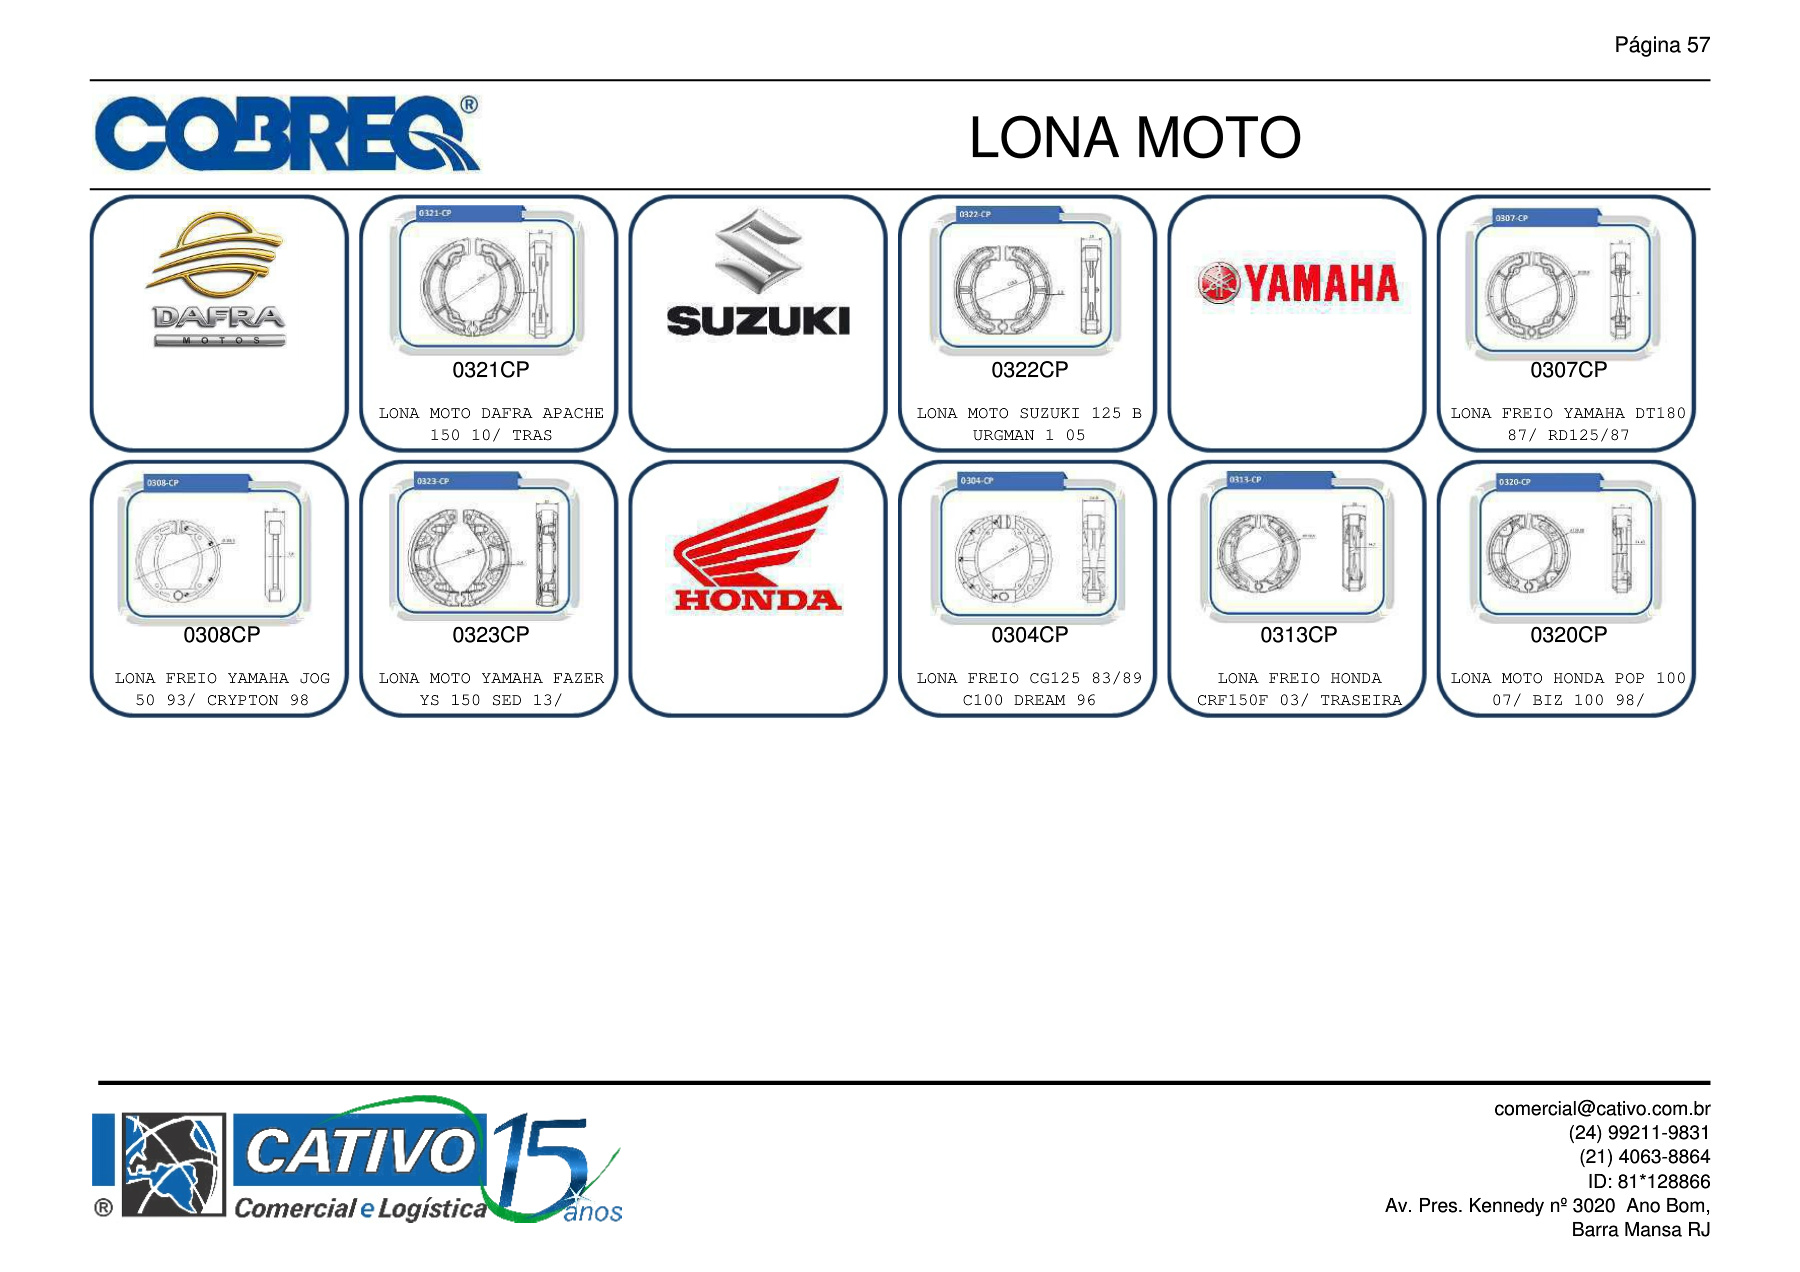 Página 57
COBREQ®
LONA MOTO
DAFRA
MOTOS
0321-CP
0321CP
LONA MOTO DAFRA APACHE
150 10/ TRAS
SUZUKI
0322-CP
0322CP
LONA MOTO SUZUKI 125 B
URGMAN 1 05
YAMAHA
0307-CP
0307CP
LONA FREIO YAMAHA DT180
87/ RD125/87
0308-CP
0308CP
LONA FREIO YAMAHA JOG
50 93/ CRYPTON 98
0323-CP
0323CP
LONA MOTO YAMAHA FAZER
YS 150 SED 13/
HONDA
0304-CP
0304CP
LONA FREIO CG125 83/89
C100 DREAM 96
0313-CP
0313CP
LONA FREIO HONDA
CRF150F 03/ TRASEIRA
0320-CP
0320CP
LONA MOTO HONDA POP 100
07/ BIZ 100 98/
CATIVO
® Comercial e Logística
15 anos
comercial@cativo.com.br
(24) 99211-9831
(21) 4063-8864
ID: 81*128866
Av. Pres. Kennedy nº 3020 Ano Bom,
Barra Mansa RJ